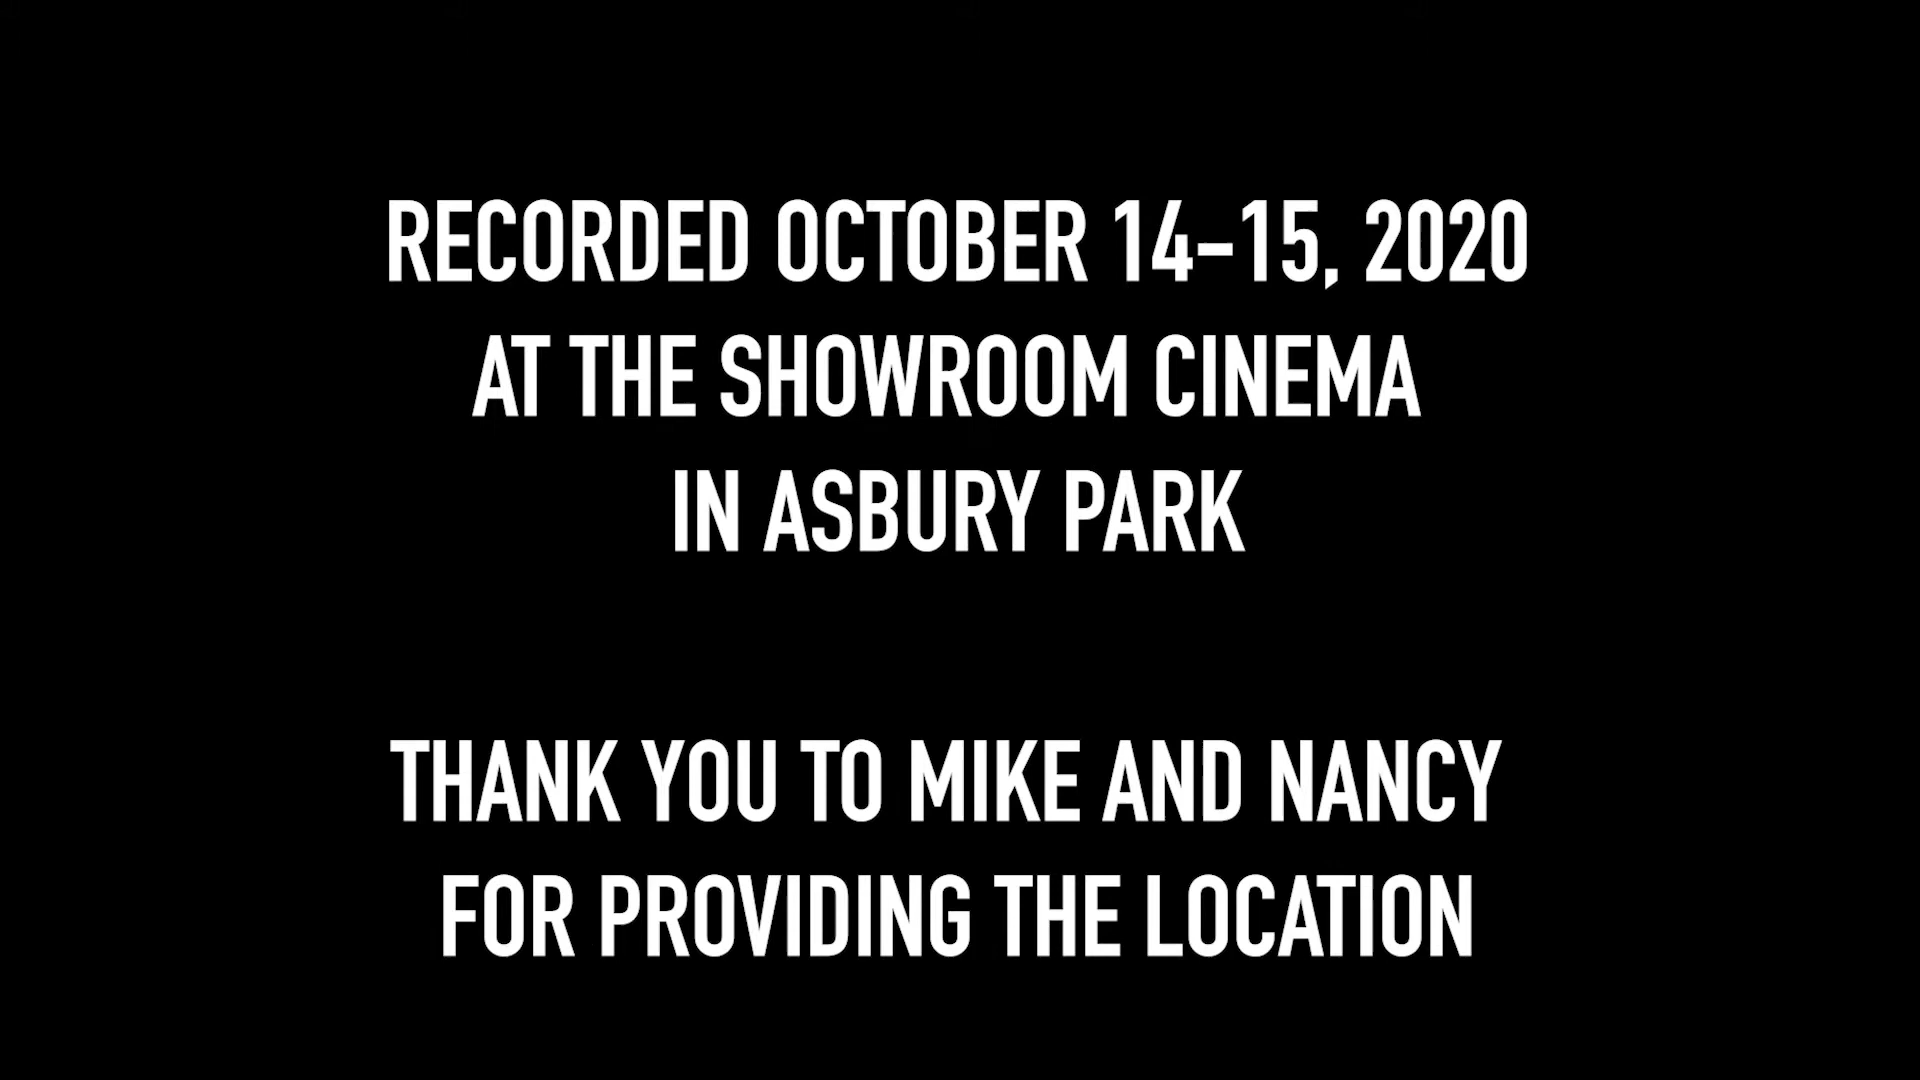 RECORDED OCTOBER 14-15, 2020
AT THE SHOWROOM CINEMA
IN ASBURY PARK
THANK YOU TO MIKE AND NANCY
FOR PROVIDING THE LOCATION